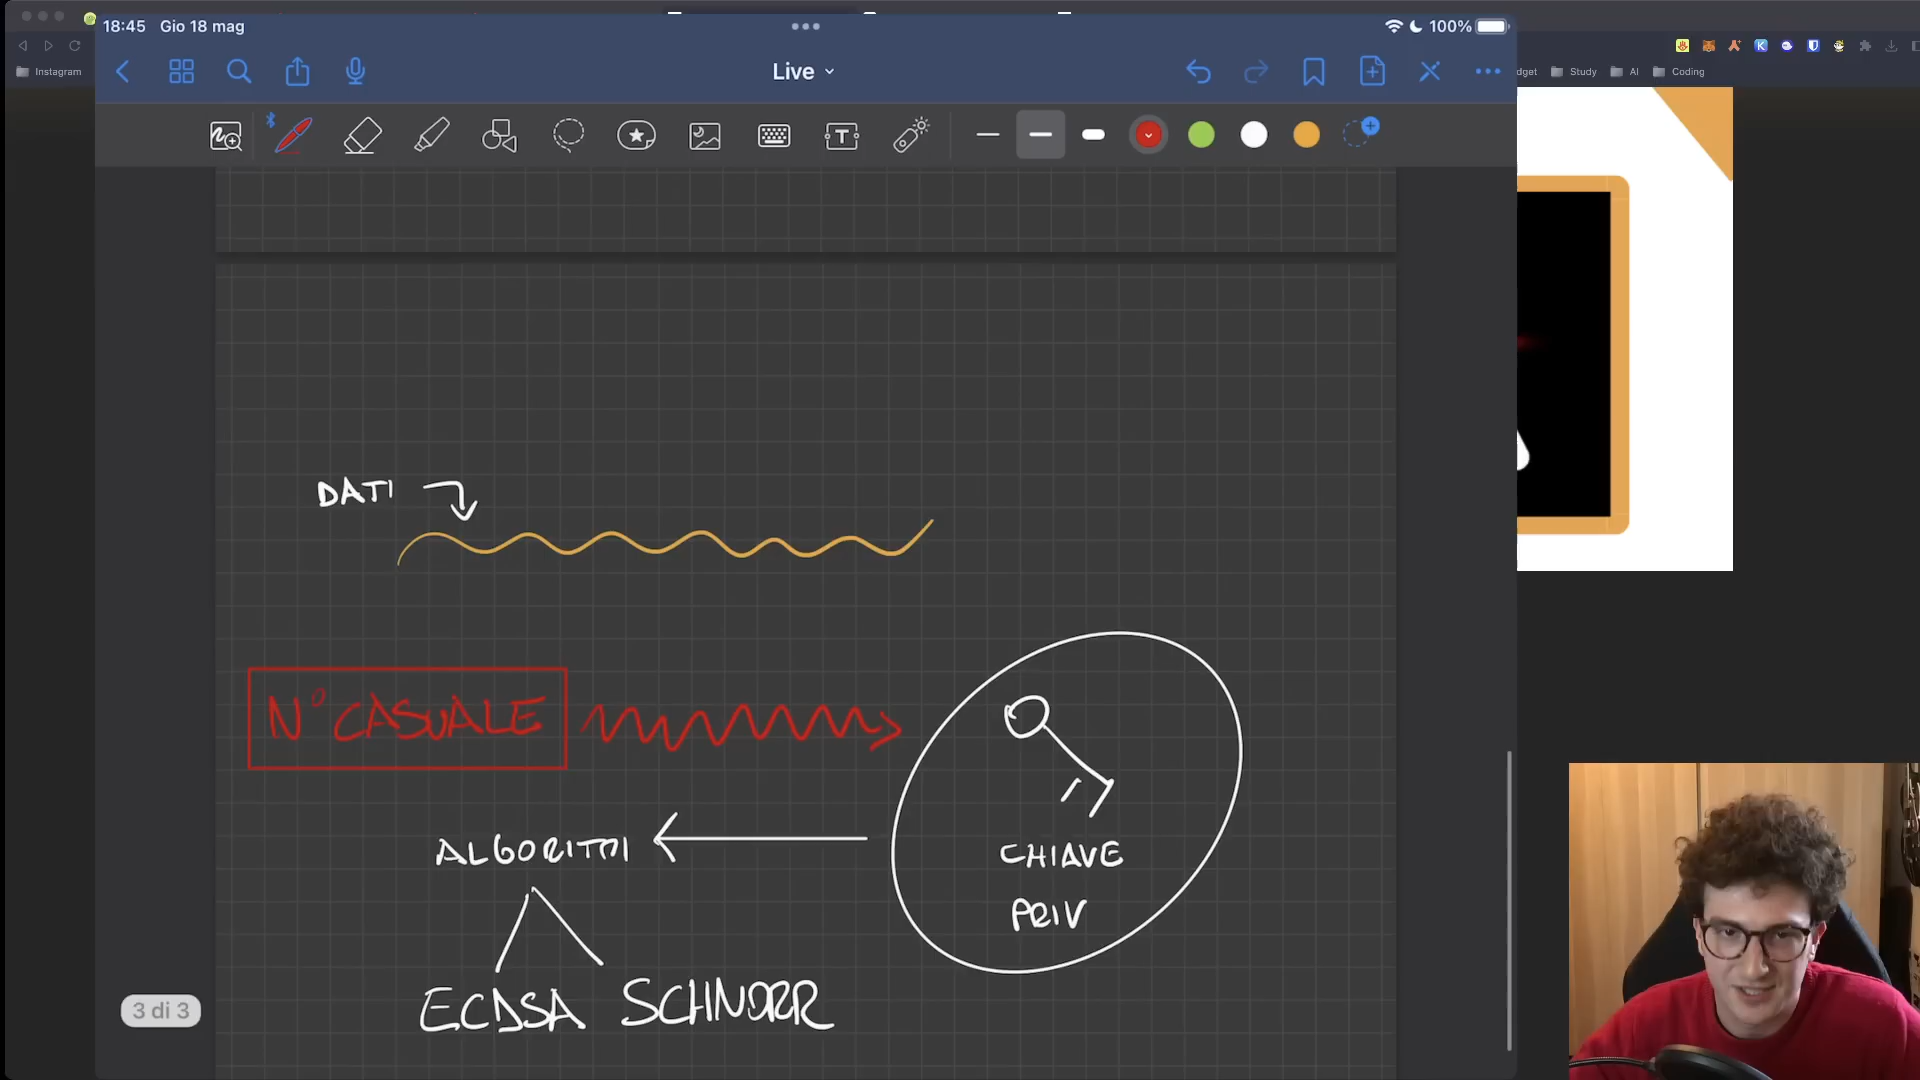 18:45 Gio 18 mag
100%
Live
Instagram
dget
Study
AI
Coding
DATI
N° CASUALE
ALGORITMI
CHIAVE
PRIV
ECDSA SCHNORR
3 di 3